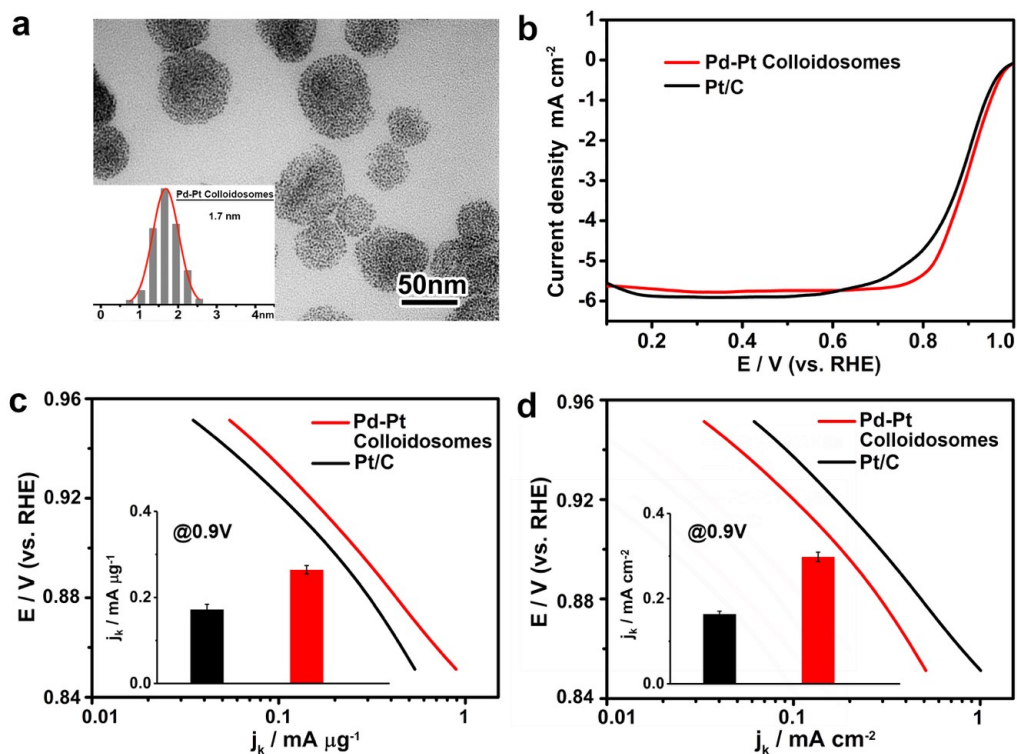 a
Pd-Pt Colloidosomes
1.7 nm
0 1 2 3 4nm
50nm
b
Current density mA cm-2
Pd-Pt Colloidosomes
Pt/C
0
-1
-2
-3
-4
-5
-6
0.2 0.4 0.6 0.8 1.0
E / V (vs. RHE)
c
E / V (vs. RHE)
0.96
0.92
0.88
0.84
Pd-Pt
Colloidosomes
Pt/C
@0.9V
jk / mA μg-1
0.4
0.2
0.0
0.01 0.1 1
jk / mA μg-1
d
E / V (vs. RHE)
0.96
0.92
0.88
0.84
Pd-Pt
Colloidosomes
Pt/C
@0.9V
jk / mA cm-2
0.4
0.2
0.0
0.01 0.1 1
jk / mA cm-2